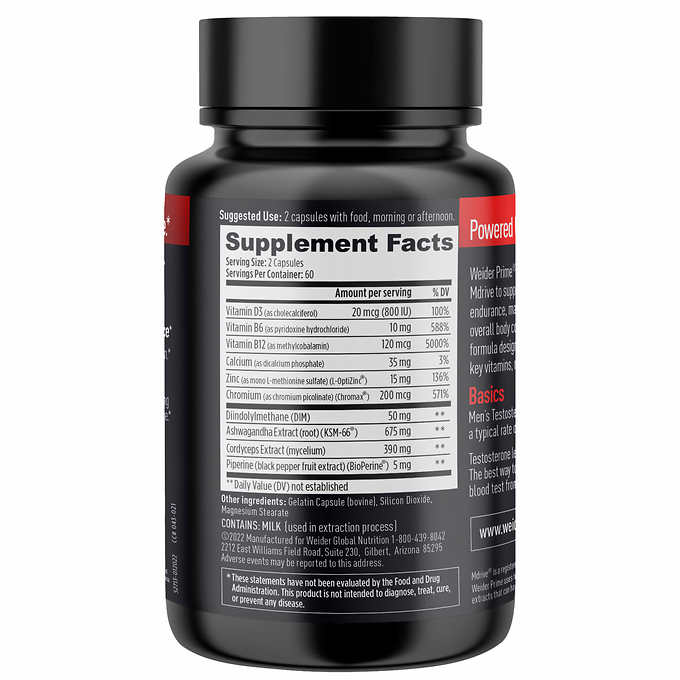 Suggested Use: 2 capsules with food, morning or afternoon.
Supplement Facts
Serving Size: 2 Capsules
Servings Per Container: 60
Amount per serving % DV
Vitamin D3 (as cholecalciferol) 20 mcg (800 IU) 100%
Vitamin B6 (as pyridoxine hydrochloride) 10 mg 588%
Vitamin B12 (as methylcobalamin) 120 mcg 5000%
Calcium (as dicalcium phosphate) 35 mg 3%
Zinc (as mono L-methionine sulfate) (L-OptiZinc®) 15 mg 136%
Chromium (as chromium picolinate) (Chromax®) 200 mcg 571%
Diindolylmethane (DIM) 50 mg **
Ashwagandha Extract (root) (KSM-66®) 675 mg **
Cordyceps Extract (mycelium) 390 mg **
Piperine (black pepper fruit extract) (BioPerine®) 5 mg **
**Daily Value (DV) not established
Other ingredients: Gelatin Capsule (bovine), Silicon Dioxide,
Magnesium Stearate
CONTAINS: MILK (used in extraction process)
©2022 Manufactured for Weider Global Nutrition 1-800-439-8042
2212 East Williams Field Road, Suite 230, Gilbert, Arizona 85295
Adverse events may be reported to this address.
*These statements have not been evaluated by the Food and Drug
Administration. This product is not intended to diagnose, treat, cure,
or prevent any disease.
CC# 043-021
Powered
Weider Prime
Mdrive to
endurance,
overall body
formula
key vitamins,
Basics
Men's
a typical rate
Testosterone
The best way
blood test from
www.
Mdrive® is a
Weider Prime
extracts that can